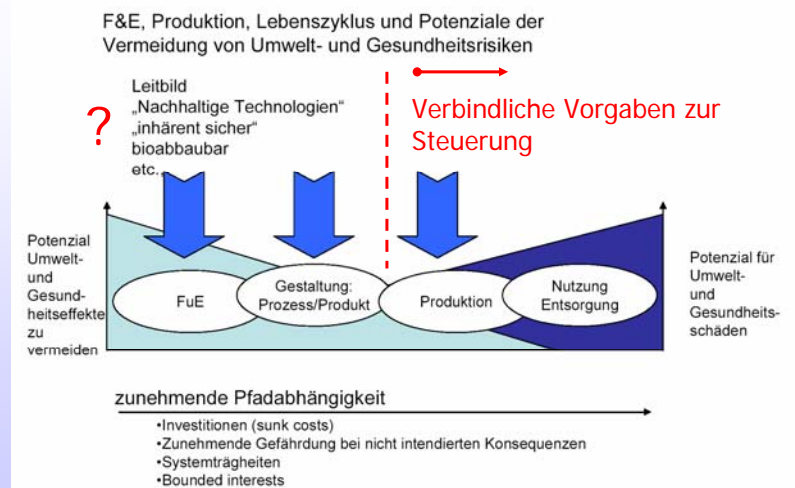 F&E, Produktion, Lebenszyklus und Potenziale der
Vermeidung von Umwelt- und Gesundheitsrisiken
?
Leitbild
„Nachhaltige Technologien“
„inhärent sicher“
bioabbaubar
etc.,
Verbindliche Vorgaben zur
Steuerung
Potenzial
Umwelt-
und
Gesund-
heitseffekte
zu
vermeiden
FuE
Gestaltung:
Prozess/Produkt
Produktion
Nutzung
Entsorgung
Potenzial für
Umwelt-
und
Gesundheits-
schäden
zunehmende Pfadabhängigkeit
•Investitionen (sunk costs)
•Zunehmende Gefährdung bei nicht intendierten Konsequenzen
•Systemträgheiten
•Bounded interests